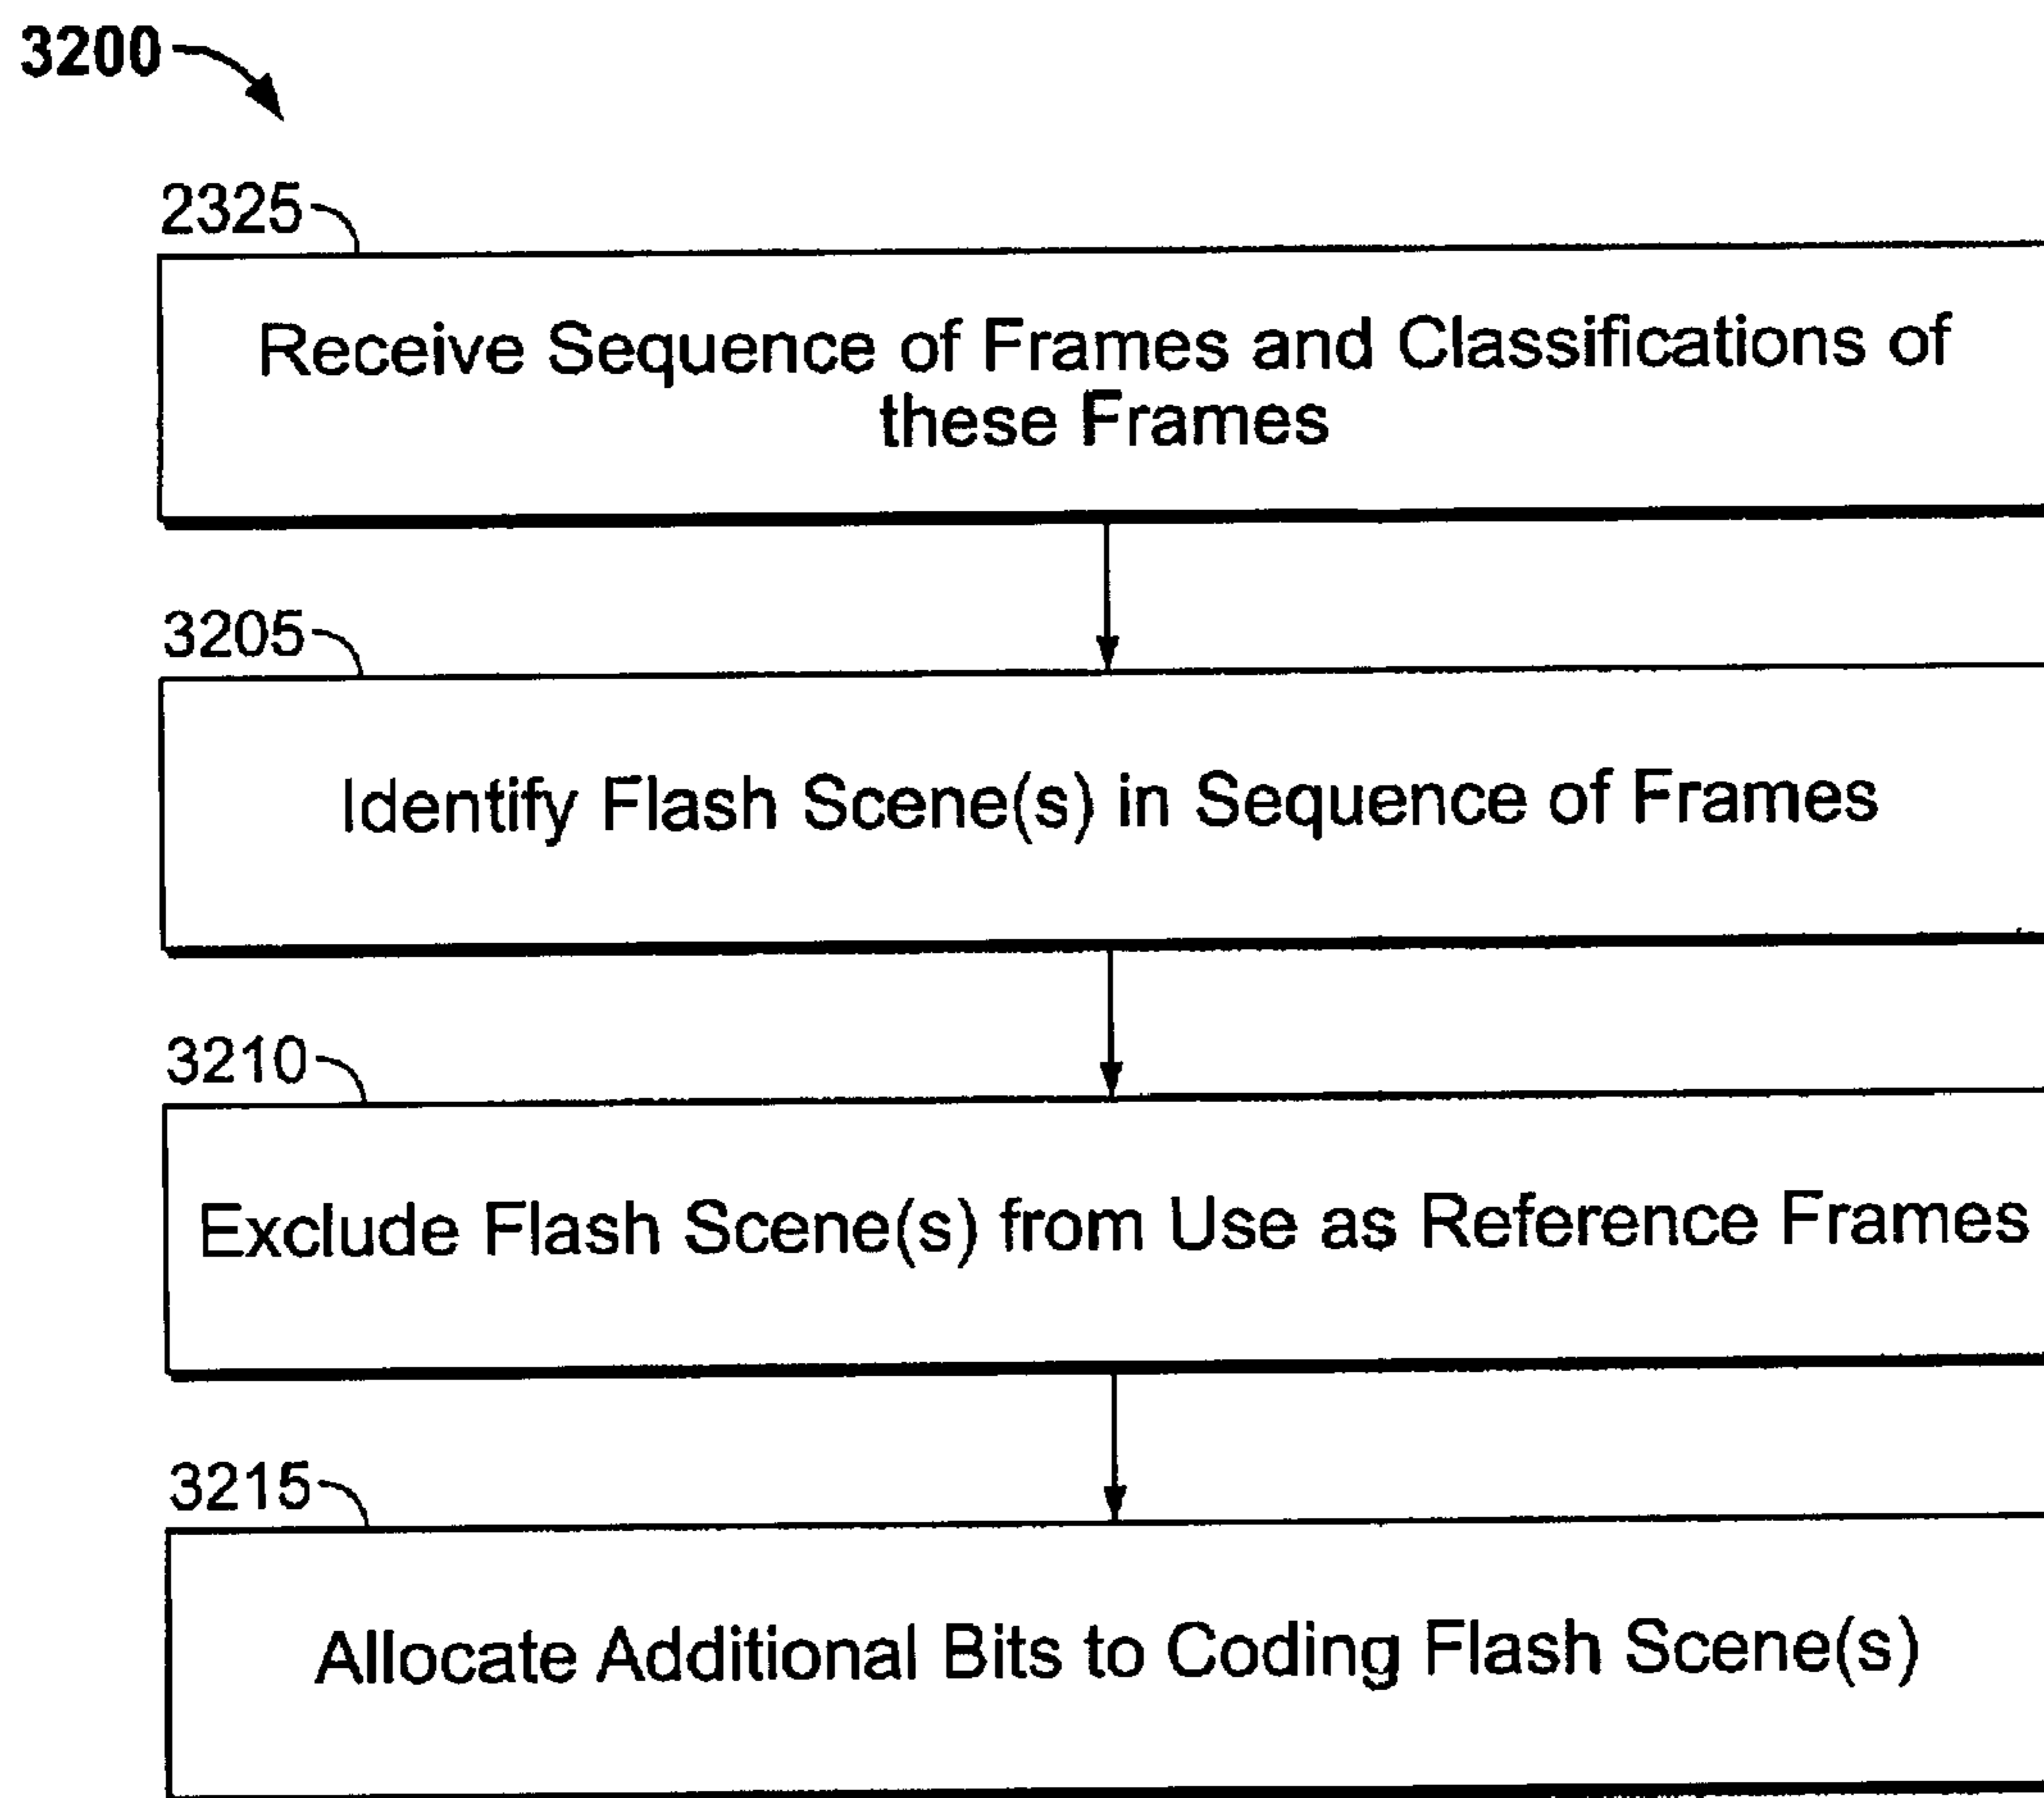 3200
2325
Receive Sequence of Frames and Classifications of
these Frames
3205
Identify Flash Scene(s) in Sequence of Frames
3210
Exclude Flash Scene(s) from Use as Reference Frames
3215
Allocate Additional Bits to Coding Flash Scene(s)